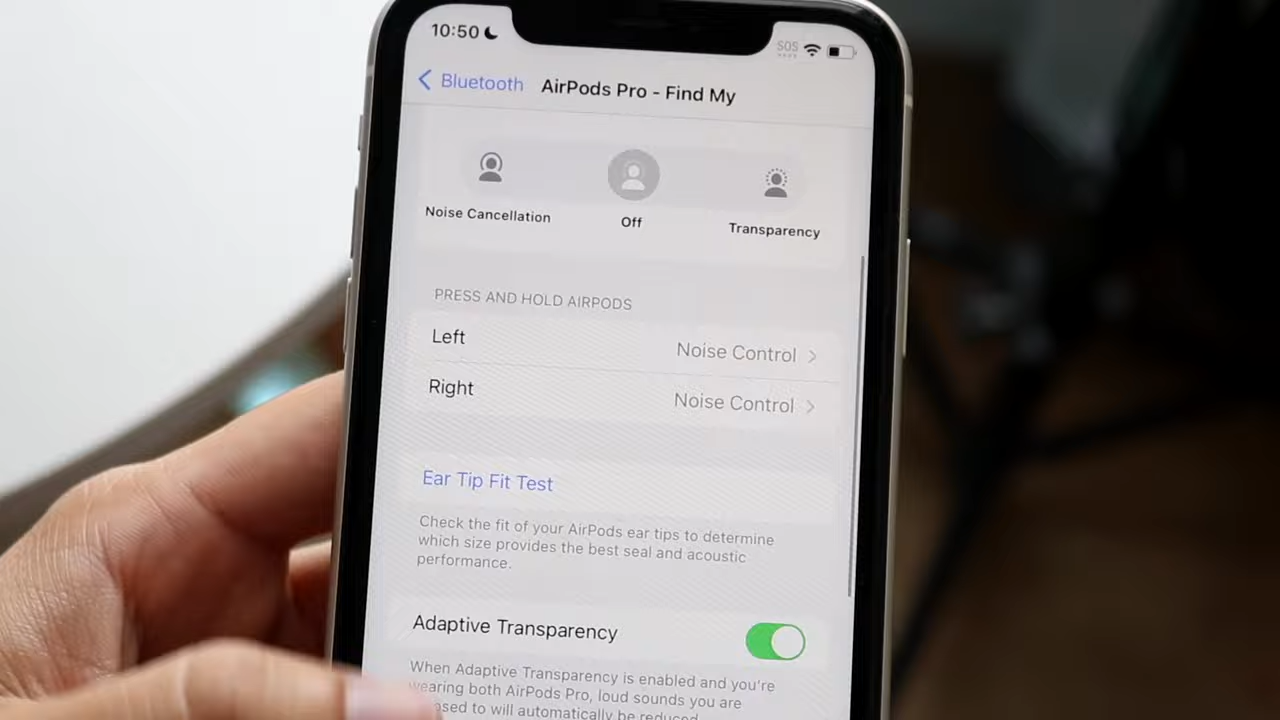 10:50
SOS
Bluetooth AirPods Pro - Find My
Noise Cancellation Off Transparency
PRESS AND HOLD AIRPODS
Left Noise Control
Right Noise Control
Ear Tip Fit Test
Check the fit of your AirPods ear tips to determine
which size provides the best seal and acoustic
performance.
Adaptive Transparency
When Adaptive Transparency is enabled and you're
wearing both AirPods Pro, loud sounds you are
to will automatically be reduced